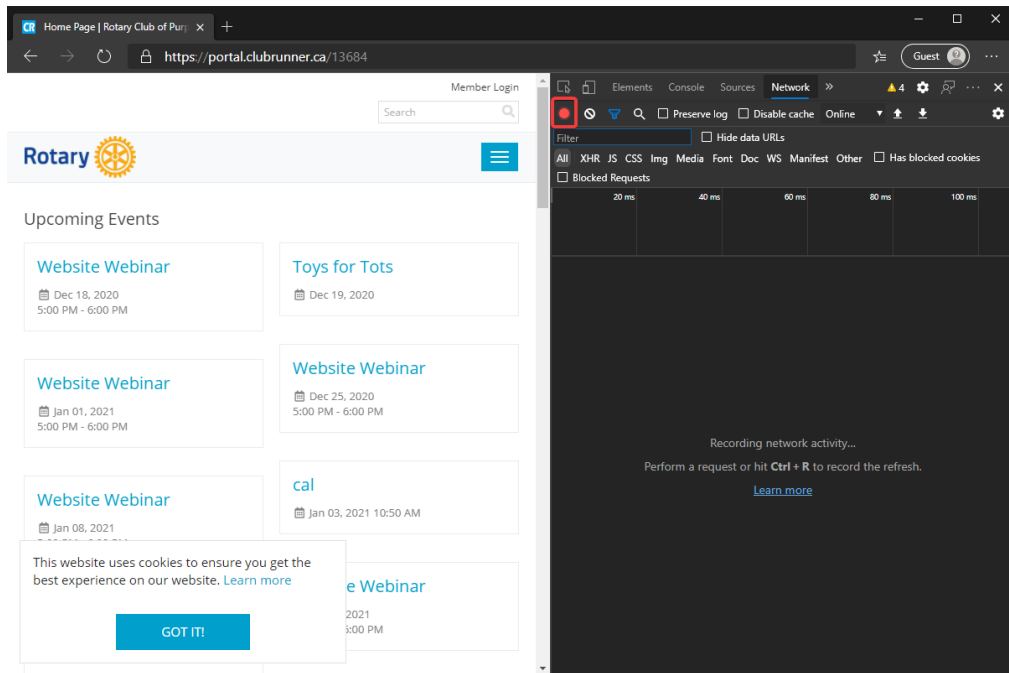 CR Home Page | Rotary Club of Purp
https://portal.clubrunner.ca/13684
Guest
Member Login
Search
Rotary
Upcoming Events
Website Webinar
Dec 18, 2020
5:00 PM - 6:00 PM
Toys for Tots
Dec 19, 2020
Website Webinar
Dec 25, 2020
5:00 PM - 6:00 PM
Website Webinar
Jan 01, 2021
5:00 PM - 6:00 PM
cal
Jan 03, 2021 10:50 AM
Website Webinar
Jan 08, 2021
e Webinar
2021
:00 PM
This website uses cookies to ensure you get the
best experience on our website. Learn more
GOT IT!
Elements Console Sources Network » 4
Preserve log Disable cache Online
Filter Hide data URLs
All XHR JS CSS Img Media Font Doc WS Manifest Other Has blocked cookies
Blocked Requests
20 ms 40 ms 60 ms 80 ms 100 ms
Recording network activity...
Perform a request or hit Ctrl + R to record the refresh.
Learn more